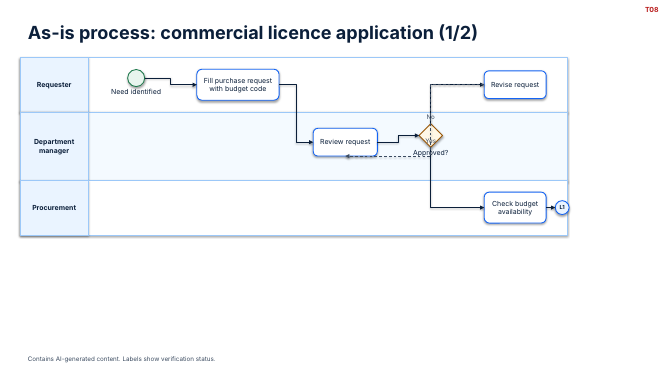 T08
As-is process: commercial licence application (1/2)
Requester
Need identified
Fill purchase request
with budget code
Revise request
No
Department
manager
Review request
Yes
Approved?
Procurement
Check budget
availability
L1
Contains AI-generated content. Labels show verification status.